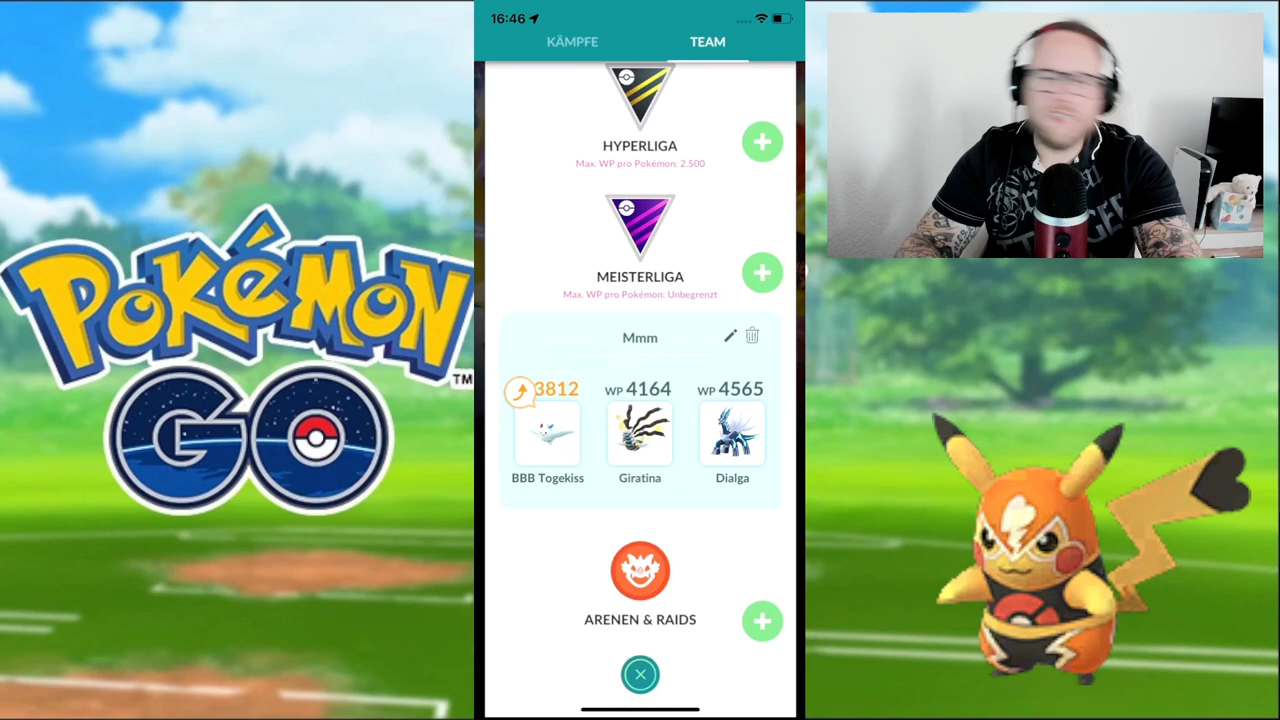 16:46
KÄMPFE
TEAM
HYPERLIGA
Max. WP pro Pokémon: 2.500
MEISTERLIGA
Max. WP pro Pokémon: Unbegrenzt
Mmm
3812
WP 4164
WP 4565
BBB Togekiss
Giratina
Dialga
ARENEN & RAIDS
POKéMON
TM
GO